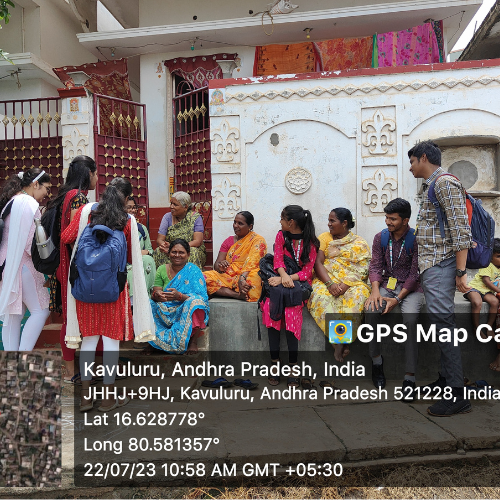 GPS Map Ca
Kavuluru, Andhra Pradesh, India
JHHJ+9HJ, Kavuluru, Andhra Pradesh 521228, India
Lat 16.628778°
Long 80.581357°
22/07/23 10:58 AM GMT +05:30